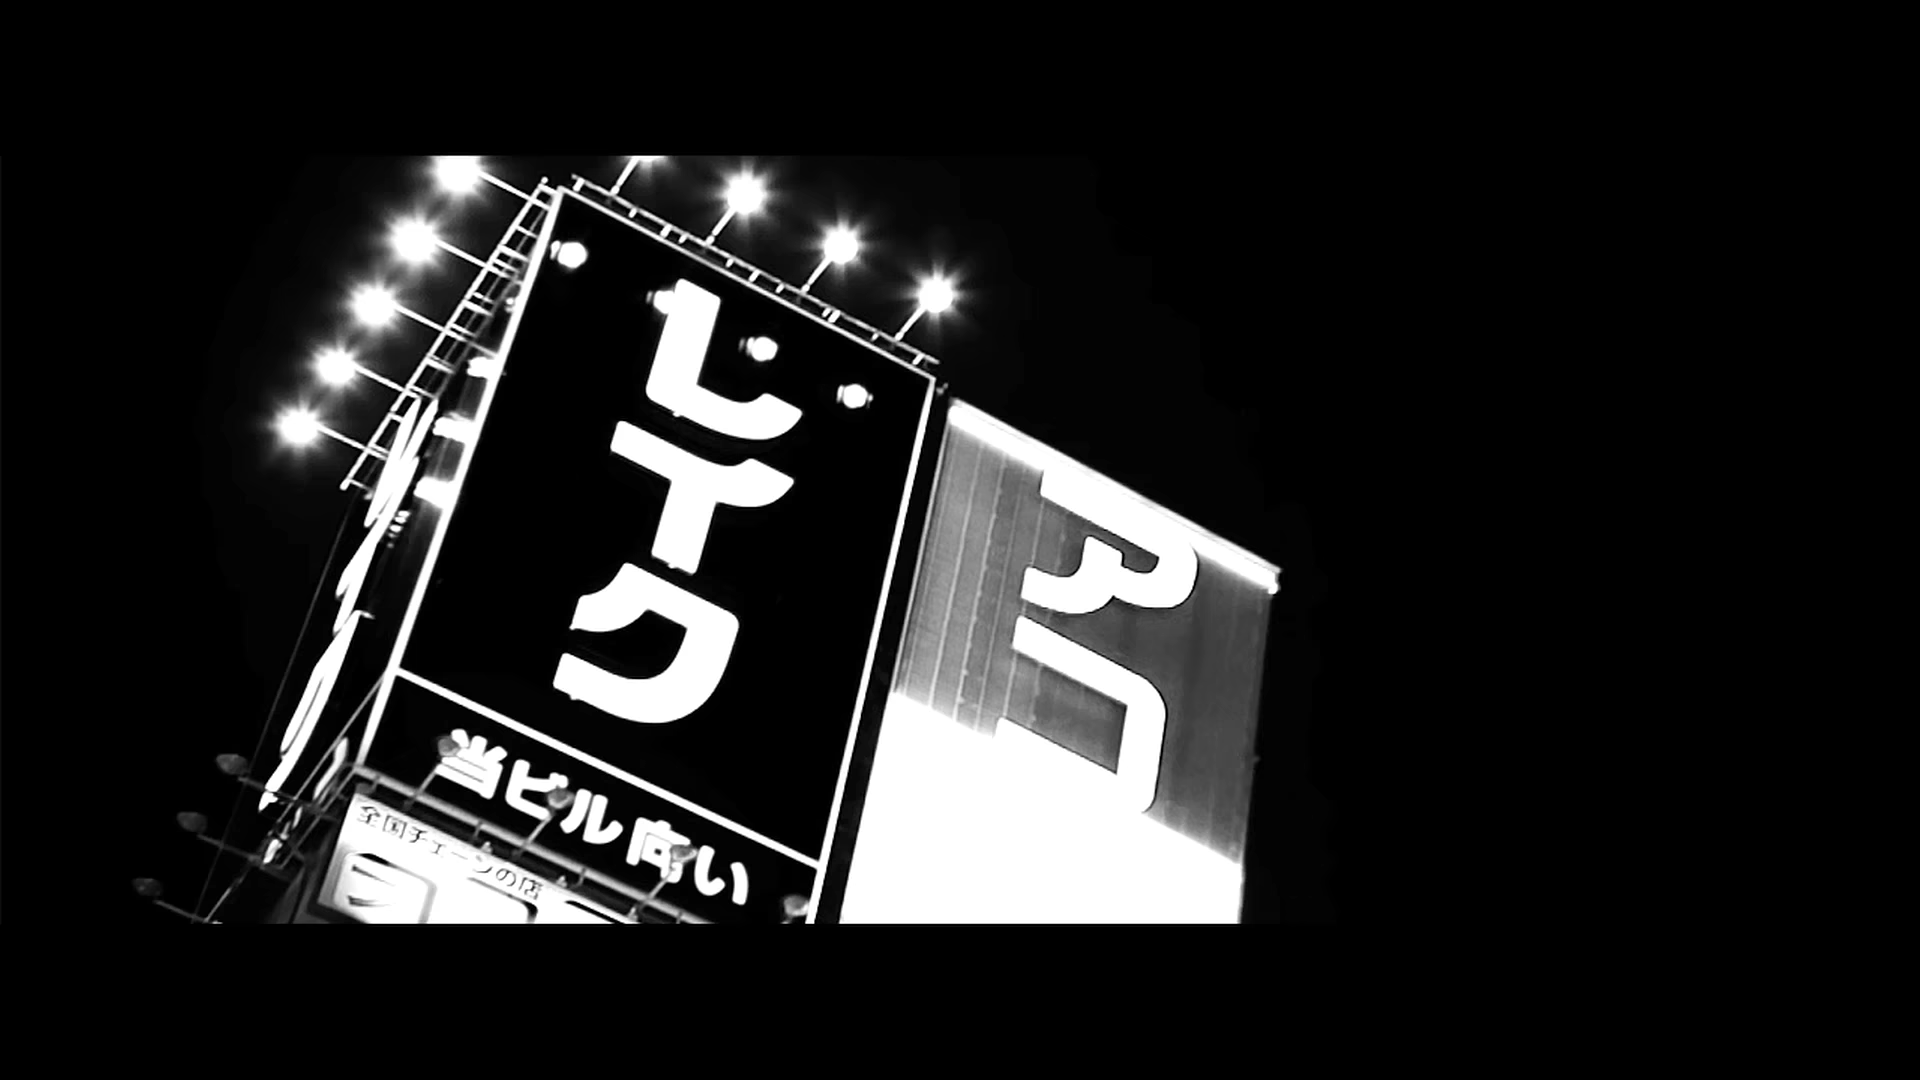 レイク
当ビル向い
全国チェーンの店
アコ